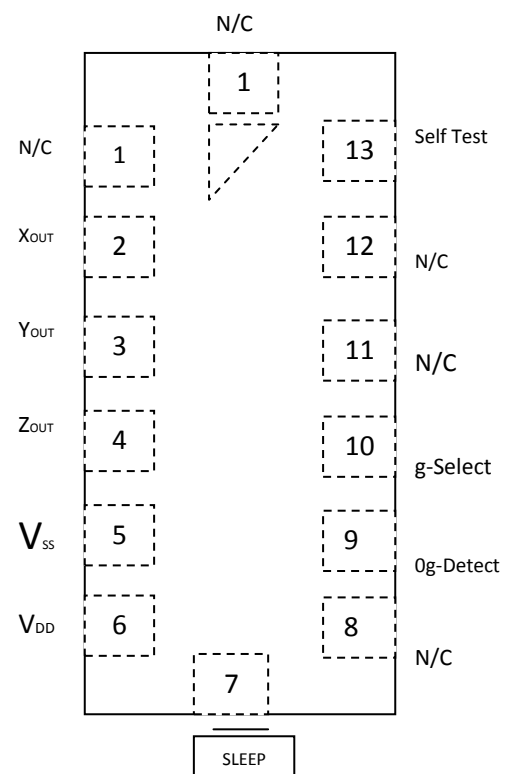 N/C
1
N/C 1 13 Self Test
XOUT 2 12 N/C
YOUT 3 11 N/C
ZOUT 4 10 g-Select
Vss 5 9 0g-Detect
VDD 6 8 N/C
7
SLEEP